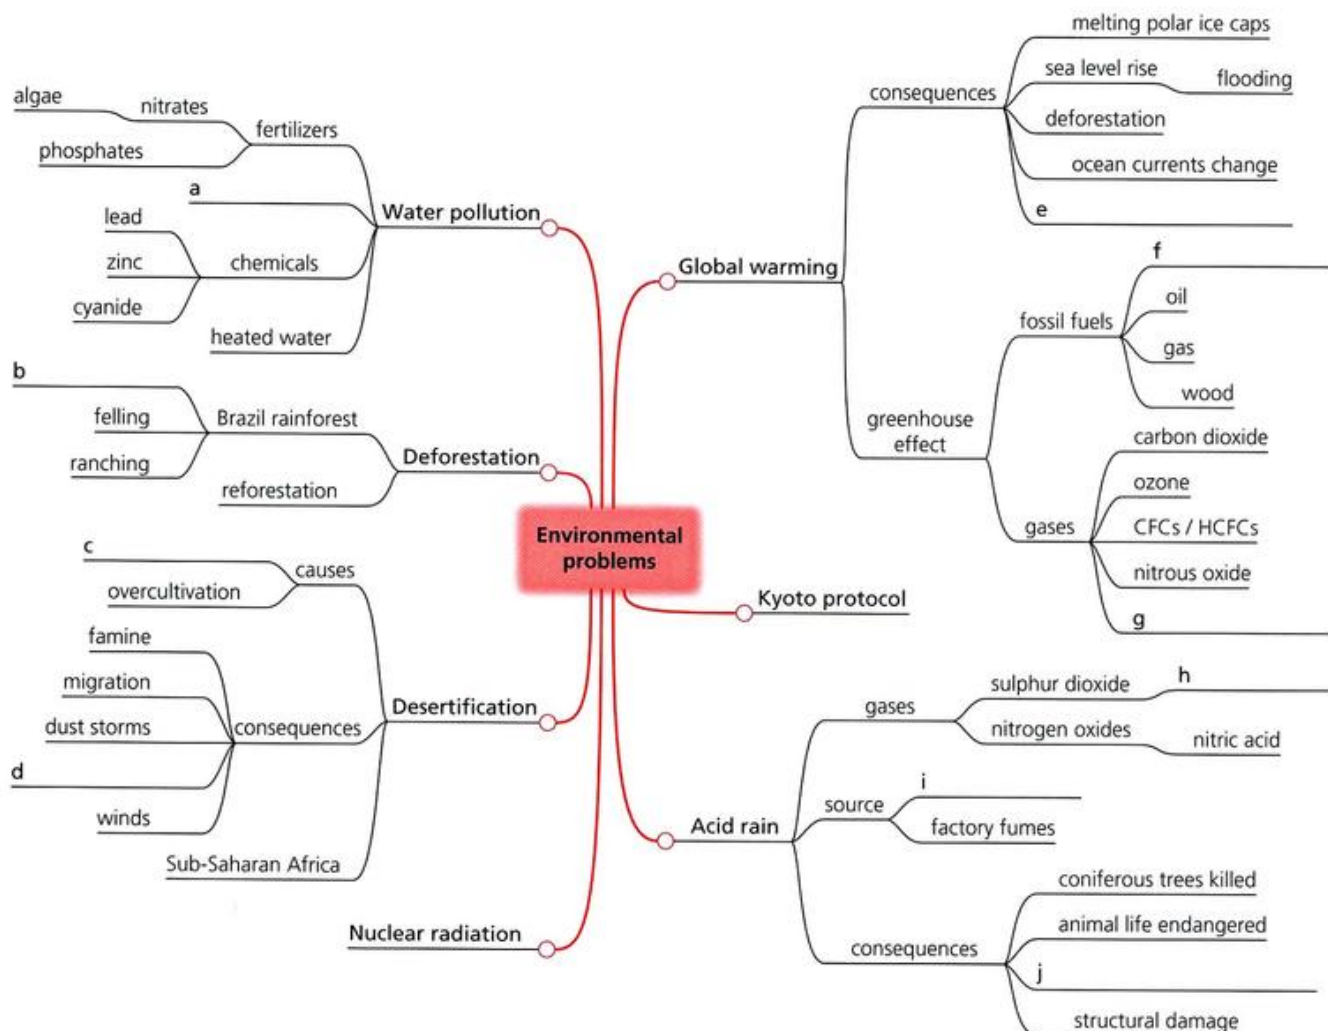 algae
nitrates
phosphates
fertilizers
a
lead
zinc
cyanide
chemicals
heated water
Water pollution
b
felling
ranching
Brazil rainforest
reforestation
Deforestation
c
overcultivation
causes
famine
migration
dust storms
d
winds
consequences
Sub-Saharan Africa
Desertification
Nuclear radiation
Environmental
problems
Global warming
consequences
melting polar ice caps
sea level rise
flooding
deforestation
ocean currents change
e
greenhouse
effect
fossil fuels
f
oil
gas
wood
gases
carbon dioxide
ozone
CFCs / HCFCs
nitrous oxide
g
Kyoto protocol
Acid rain
gases
sulphur dioxide
h
nitrogen oxides
nitric acid
source
i
factory fumes
consequences
coniferous trees killed
animal life endangered
j
structural damage